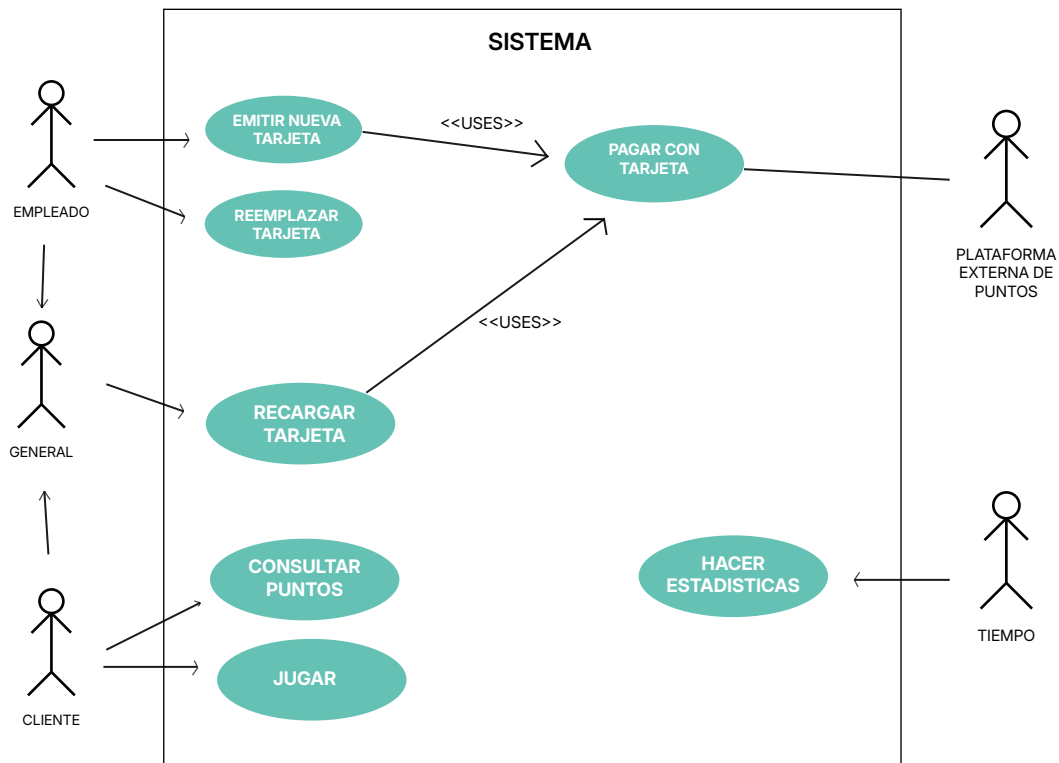 SISTEMA
EMITIR NUEVA
TARJETA
<<USES>>
PAGAR CON
TARJETA
EMPLEADO
REEMPLAZAR
TARJETA
PLATAFORMA
EXTERNA DE
PUNTOS
<<USES>>
GENERAL
RECARGAR
TARJETA
CONSULTAR
PUNTOS
HACER
ESTADISTICAS
TIEMPO
JUGAR
CLIENTE